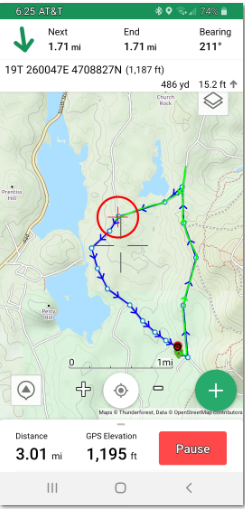 6:25 AT&T 74%
Next End Bearing
1.71 mi 1.71 mi 211°
19T 260047E 4708827N (1,187 ft)
486 yd 15.2 ft
Church
Rock
Prentiss
Hill
Perry
Hill
0 1mi
Maps © Thunderforest, Data © OpenStreetMap contributors
Distance GPS Elevation
3.01 mi 1,195 ft
Pause